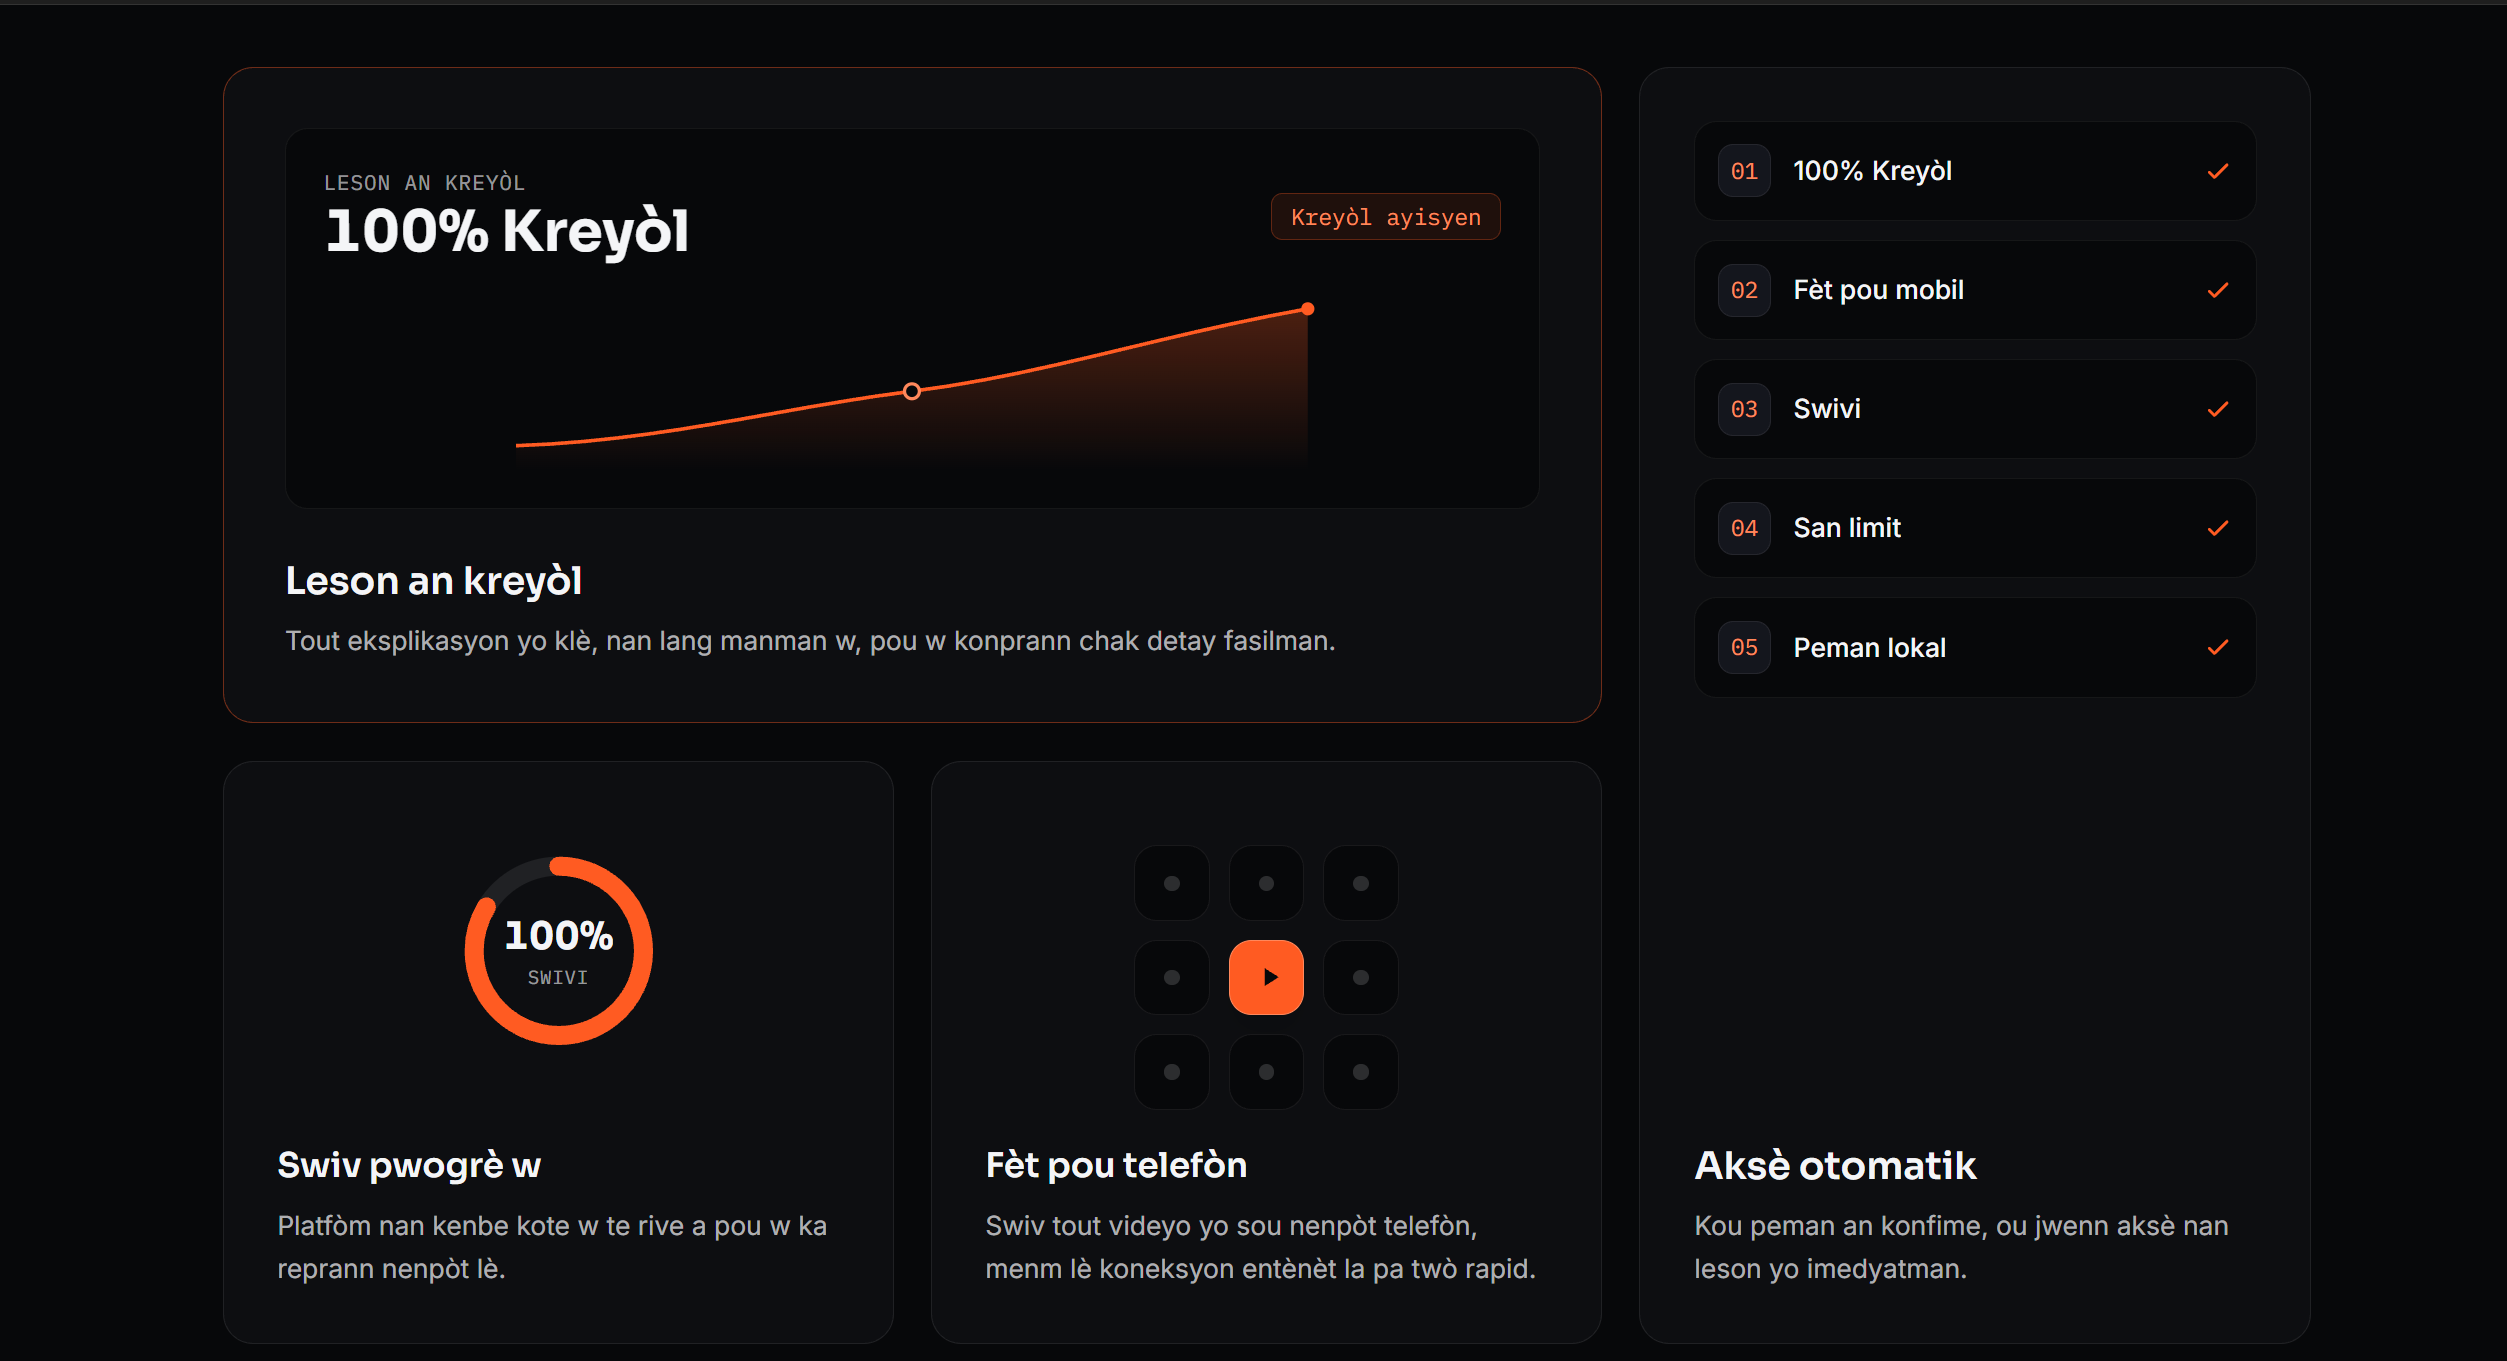 LESON AN KREYÒL
100% Kreyòl
Kreyòl ayisyen
Leson an kreyòl
Tout eksplikasyon yo klè, nan lang manman w, pou w konprann chak detay fasilman.
01 100% Kreyòl
02 Fèt pou mobil
03 Swivi
04 San limit
05 Peman lokal
100%
SWIVI
Swiv pwogrè w
Platfòm nan kenbe kote w te rive a pou w ka
reprann nenpòt lè.
Fèt pou telefòn
Swiv tout videyo yo sou nenpòt telefòn,
menm lè koneksyon entènèt la pa twò rapid.
Aksè otomatik
Kou peman an konfime, ou jwenn aksè nan
leson yo imedyatman.